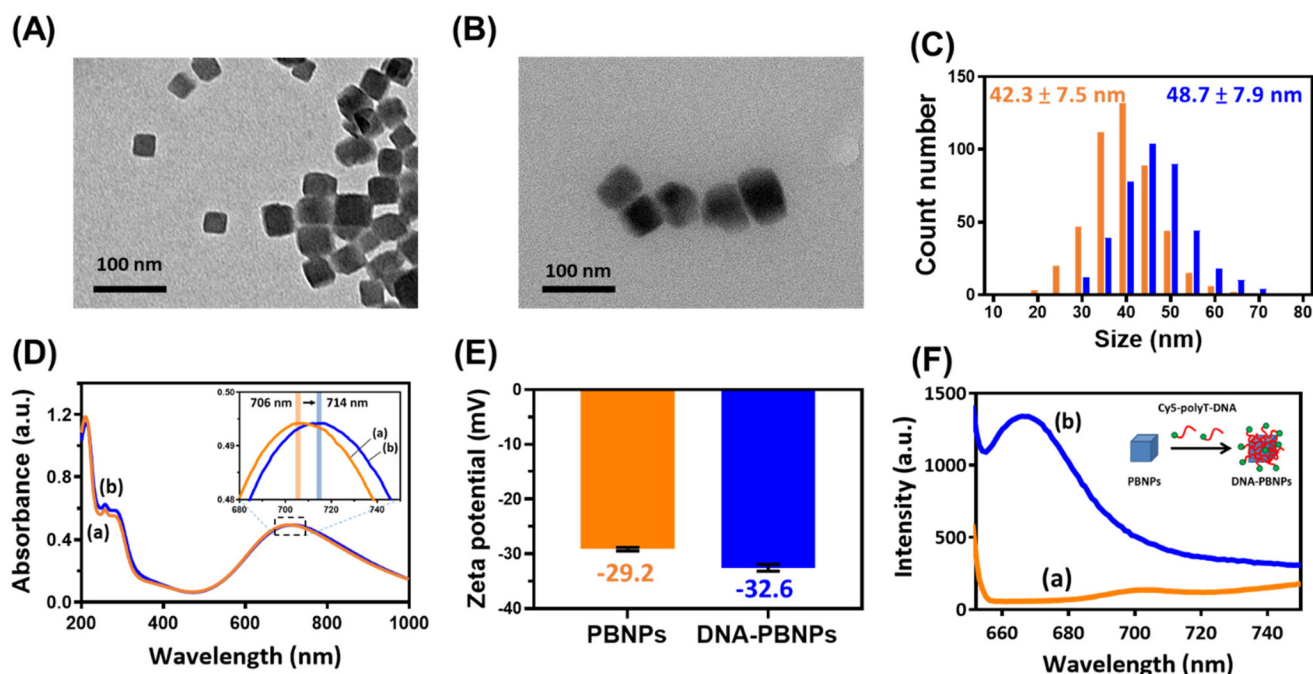 (A)
100 nm
(B)
100 nm
(C)
Count number
150
100
50
0
42.3 ± 7.5 nm
48.7 ± 7.9 nm
10 20 30 40 50 60 70 80
Size (nm)
(D)
Absorbance (a.u.)
1.2
0.8
0.4
0.0
(b)
(a)
0.50
0.49
0.48
706 nm → 714 nm
(a)
(b)
680 700 720 740
200 400 600 800 1000
Wavelength (nm)
(E)
Zeta potential (mV)
0
-10
-20
-30
-40
-29.2
-32.6
PBNPs DNA-PBNPs
(F)
Intensity (a.u.)
1500
1000
500
0
(b)
(a)
Cy5-polyT-DNA
PBNPs
DNA-PBNPs
660 680 700 720 740
Wavelength (nm)